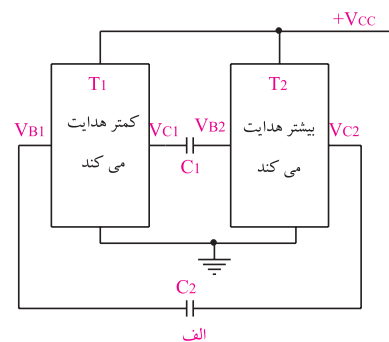 +VCC
T1
T2
VB1
کمتر هدایت
می کند
VC1
VB2
بیشتر هدایت
می کند
VC2
C1
C2
الف